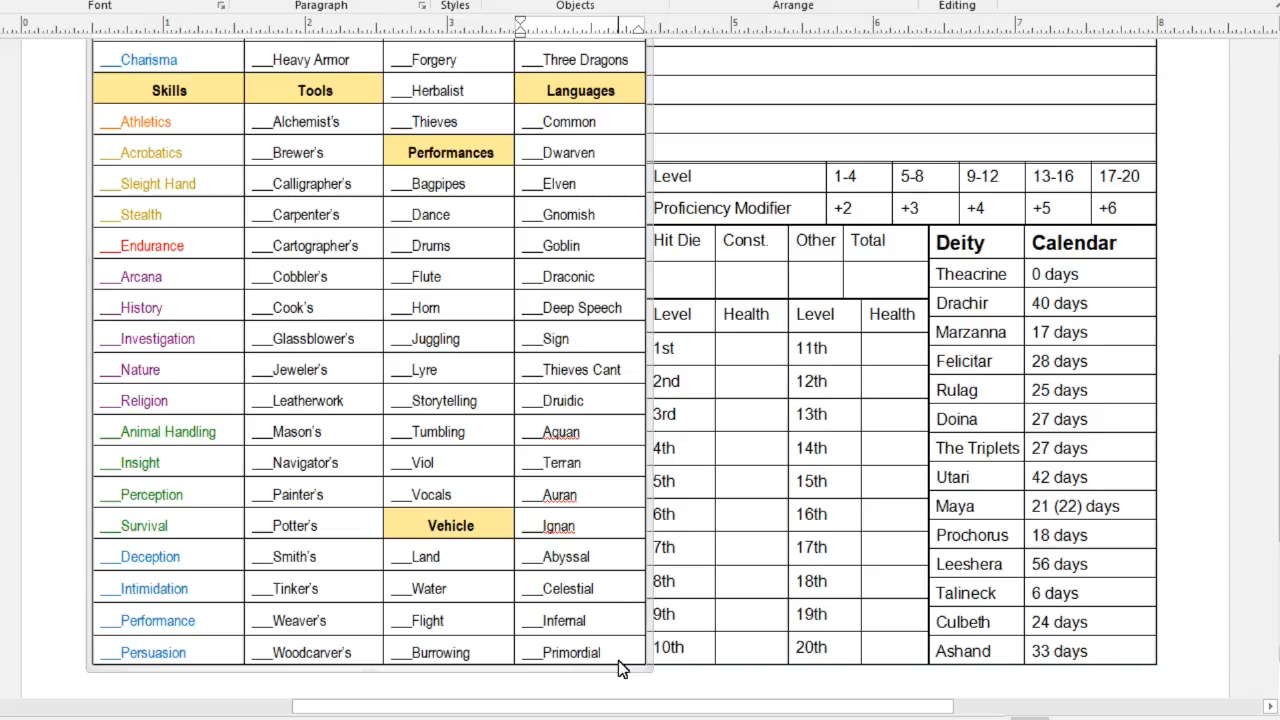 Font Paragraph Styles Objects Arrange Editing
0 1 2 3 5 6 7 8
___Charisma ___Heavy Armor ___Forgery ___Three Dragons
Skills Tools ___Herbalist Languages
___Athletics ___Alchemist's ___Thieves ___Common
___Acrobatics ___Brewer's Performances ___Dwarven
___Sleight Hand ___Calligrapher's ___Bagpipes ___Elven
___Stealth ___Carpenter's ___Dance ___Gnomish
___Endurance ___Cartographer's ___Drums ___Goblin
___Arcana ___Cobbler's ___Flute ___Draconic
___History ___Cook's ___Horn ___Deep Speech
___Investigation ___Glassblower's ___Juggling ___Sign
___Nature ___Jeweler's ___Lyre ___Thieves Cant
___Religion ___Leatherwork ___Storytelling ___Druidic
___Animal Handling ___Mason's ___Tumbling ___Aquan
___Insight ___Navigator's ___Viol ___Terran
___Perception ___Painter's ___Vocals ___Auran
___Survival ___Potter's Vehicle ___Ignan
___Deception ___Smith's ___Land ___Abyssal
___Intimidation ___Tinker's ___Water ___Celestial
___Performance ___Weaver's ___Flight ___Infernal
___Persuasion ___Woodcarver's ___Burrowing ___Primordial
Level 1-4 5-8 9-12 13-16 17-20
Proficiency Modifier +2 +3 +4 +5 +6
Hit Die Const. Other Total
Level Health Level Health
1st 11th
2nd 12th
3rd 13th
4th 14th
5th 15th
6th 16th
7th 17th
8th 18th
9th 19th
10th 20th
Deity Calendar
Theacrine 0 days
Drachir 40 days
Marzanna 17 days
Felicitar 28 days
Rulag 25 days
Doina 27 days
The Triplets 27 days
Utari 42 days
Maya 21 (22) days
Prochorus 18 days
Leeshera 56 days
Talineck 6 days
Culbeth 24 days
Ashand 33 days